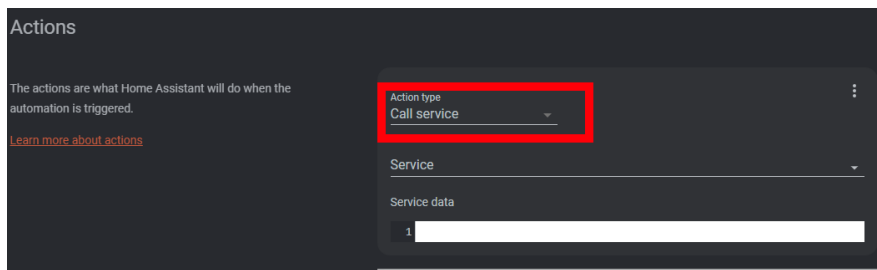 Actions
The actions are what Home Assistant will do when the
automation is triggered.
Learn more about actions
Action type
Call service
Service
Service data
1